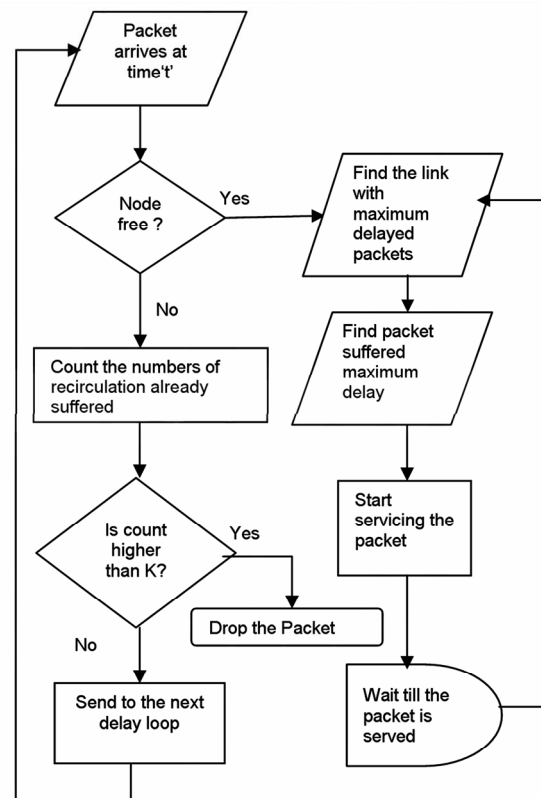 Packet
arrives at
time't'
Node
free ?
Yes
No
Find the link
with
maximum
delayed
packets
Find packet
suffered
maximum
delay
Count the numbers of
recirculation already
suffered
Start
servicing the
packet
Is count
higher
than K?
Yes
No
Drop the Packet
Send to the next
delay loop
Wait till the
packet is
served